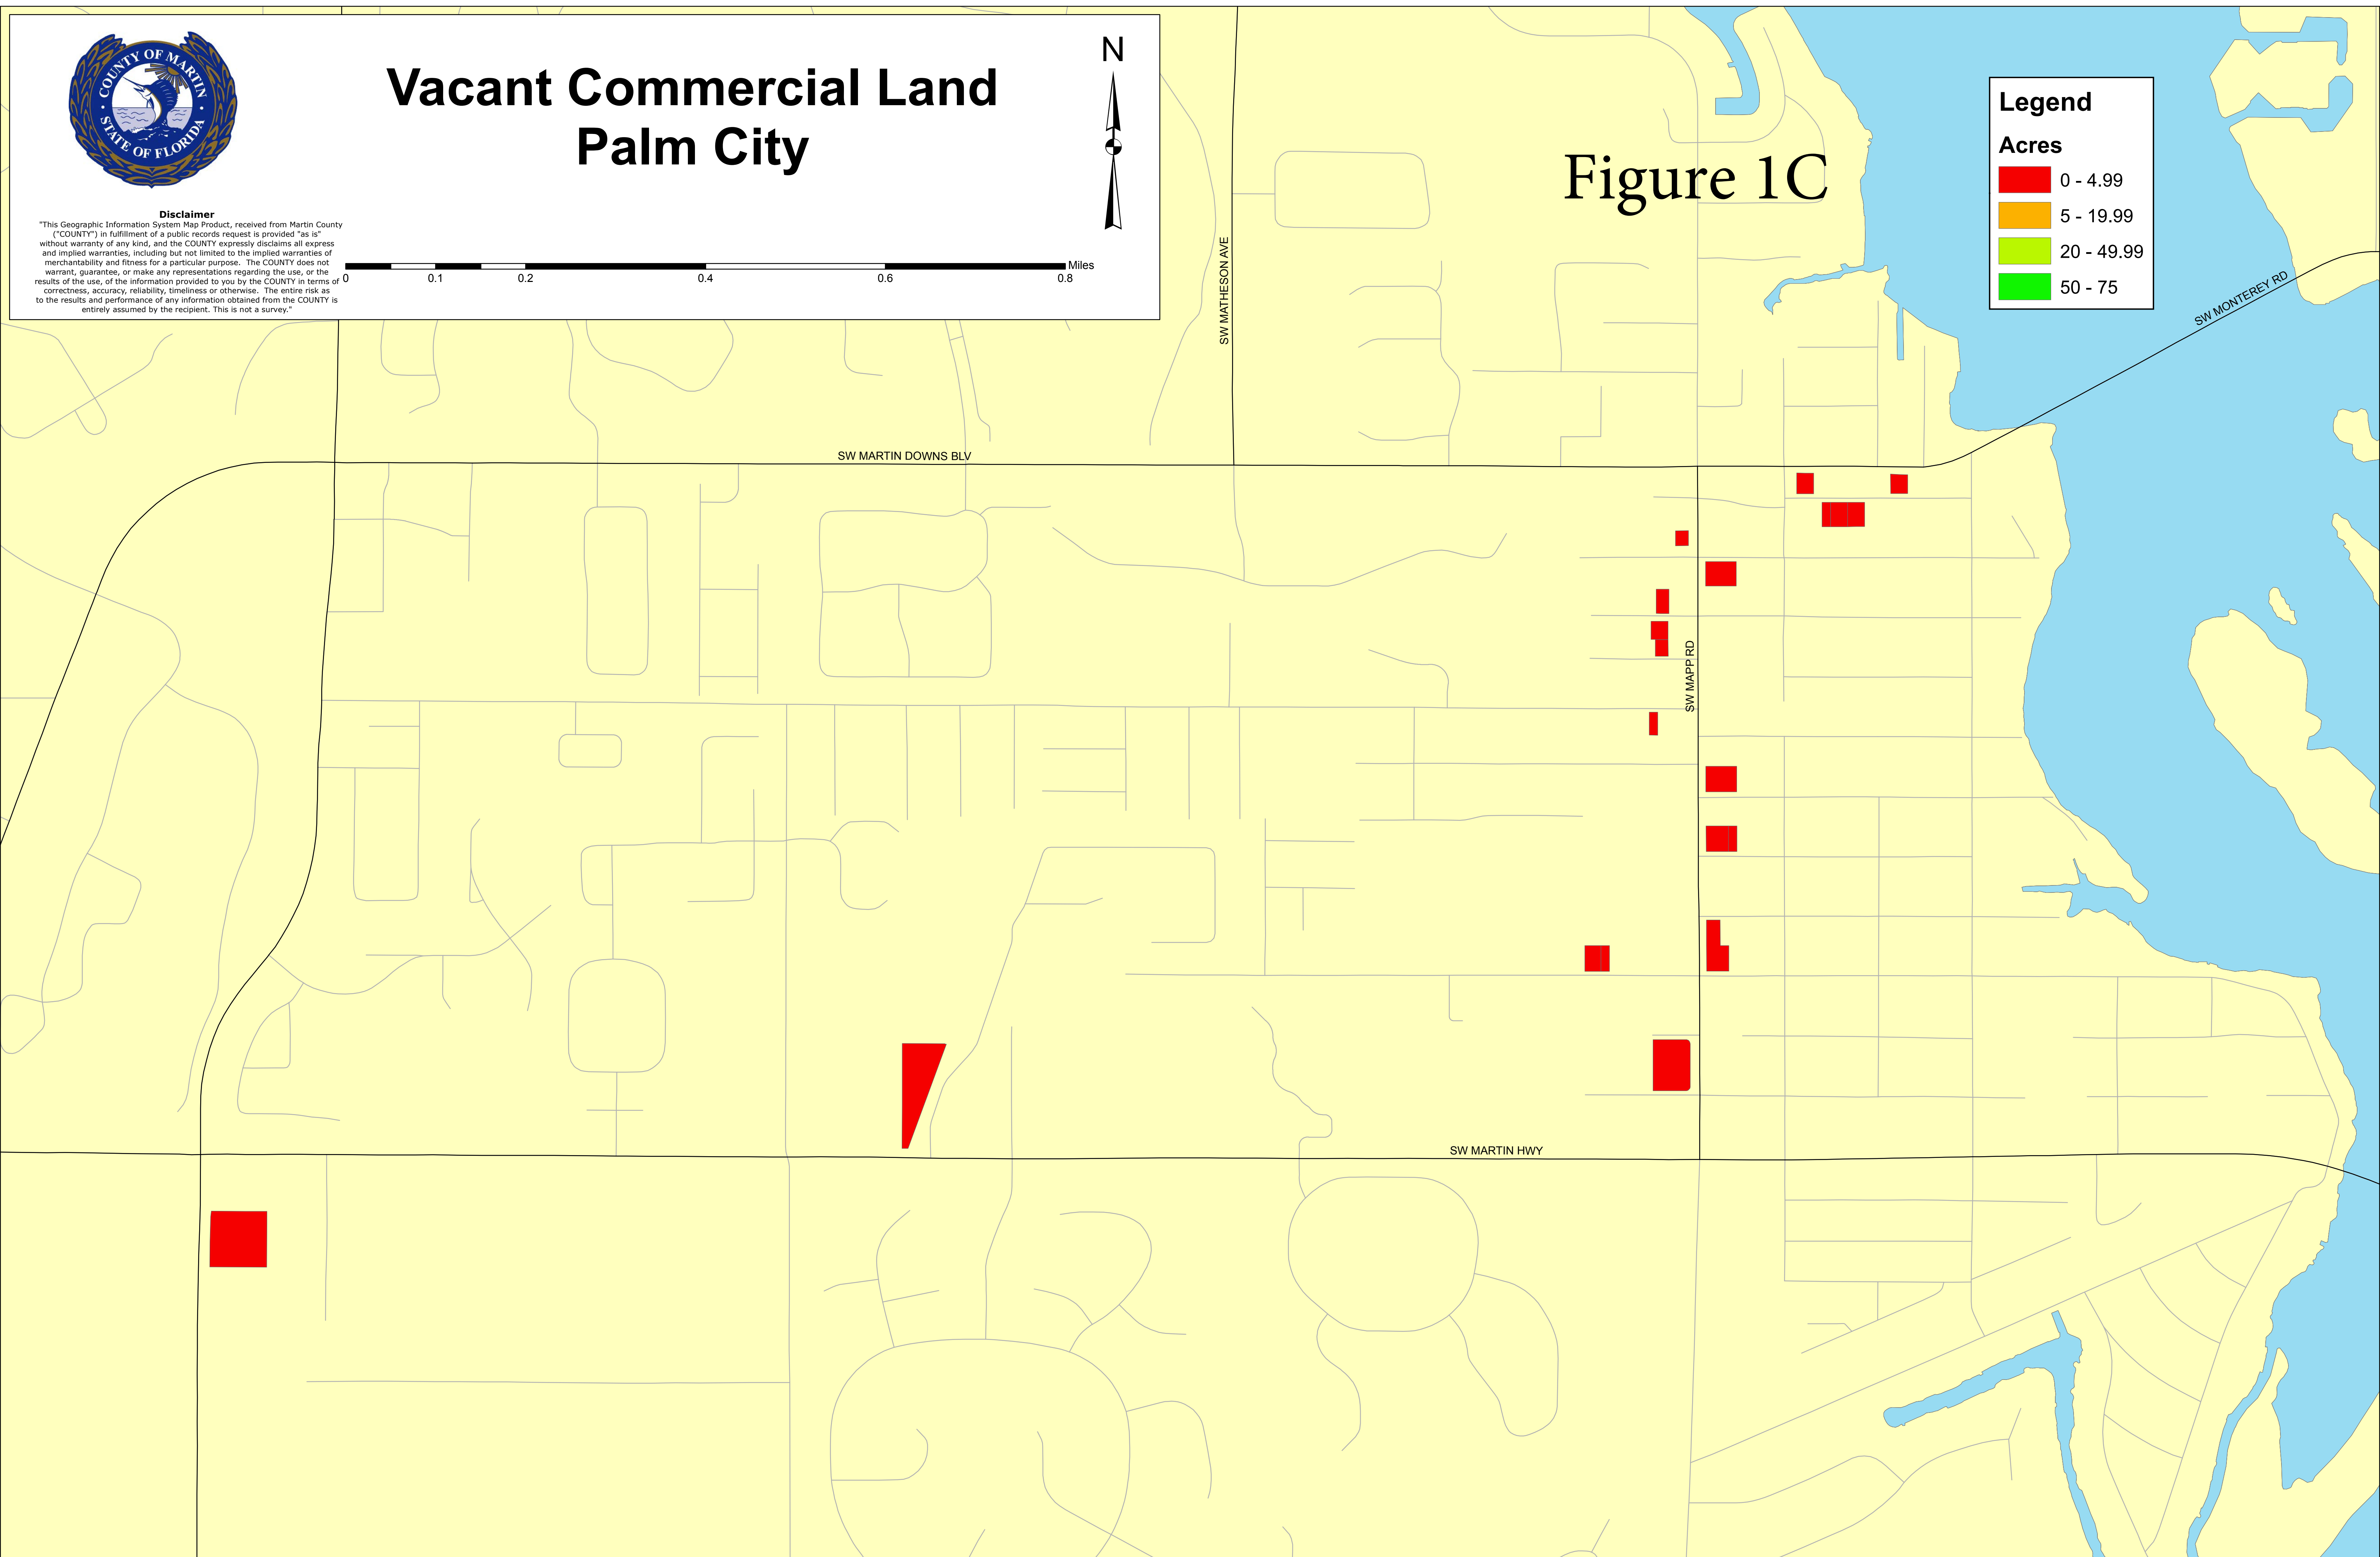 COUNTY OF MARTIN
STATE OF FLORIDA
Vacant Commercial Land
Palm City
N
Disclaimer
"This Geographic Information System Map Product, received from Martin County
("COUNTY") in fulfillment of a public records request is provided "as is"
without warranty of any kind, and the COUNTY expressly disclaims all express
and implied warranties, including but not limited to the implied warranties of
merchantability and fitness for a particular purpose. The COUNTY does not
warrant, guarantee, or make any representations regarding the use, or the
results of the use, of the information provided to you by the COUNTY in terms of
correctness, accuracy, reliability, timeliness or otherwise. The entire risk as
to the results and performance of any information obtained from the COUNTY is
entirely assumed by the recipient. This is not a survey."
Miles
0 0.1 0.2 0.4 0.6 0.8
Figure 1C
Legend
Acres
0 - 4.99
5 - 19.99
20 - 49.99
50 - 75
SW MATHESON AVE
SW MONTEREY RD
SW MARTIN DOWNS BLV
SW MAPP RD
SW MARTIN HWY